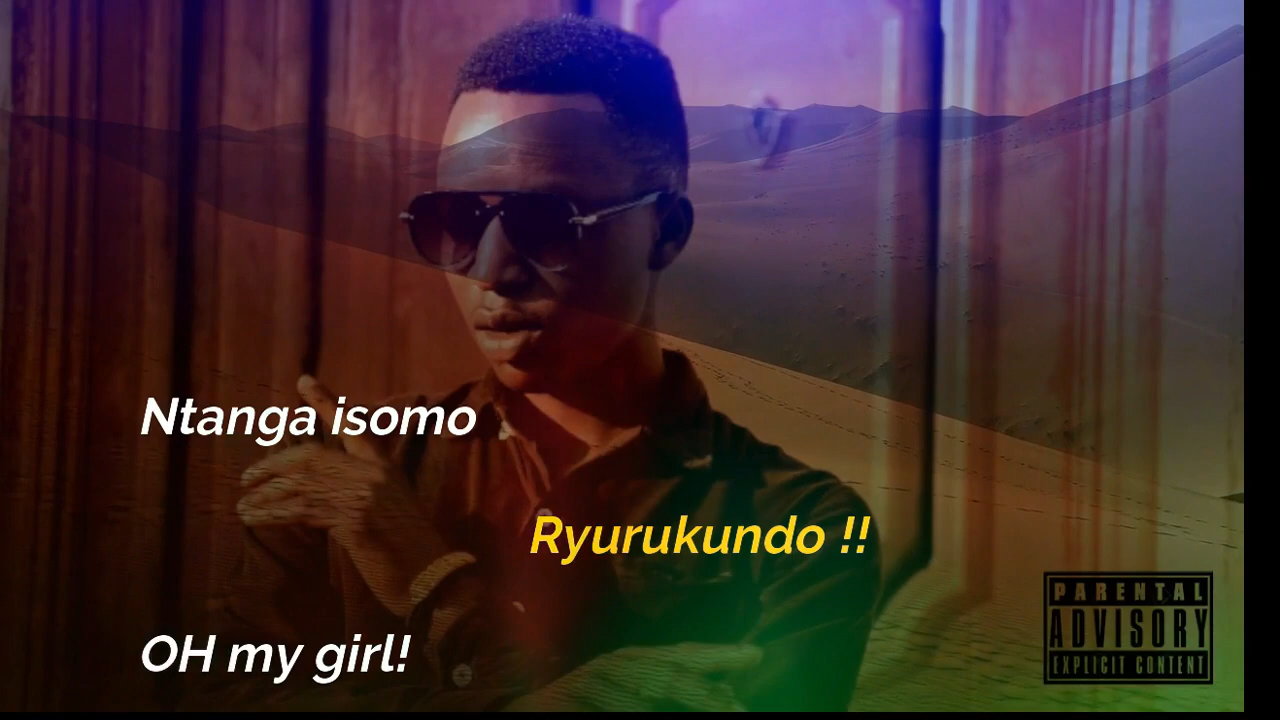 Ntanga isomo
Ryurukundo !!
OH my girl!
PARENTAL
ADVISORY
EXPLICIT CONTENT